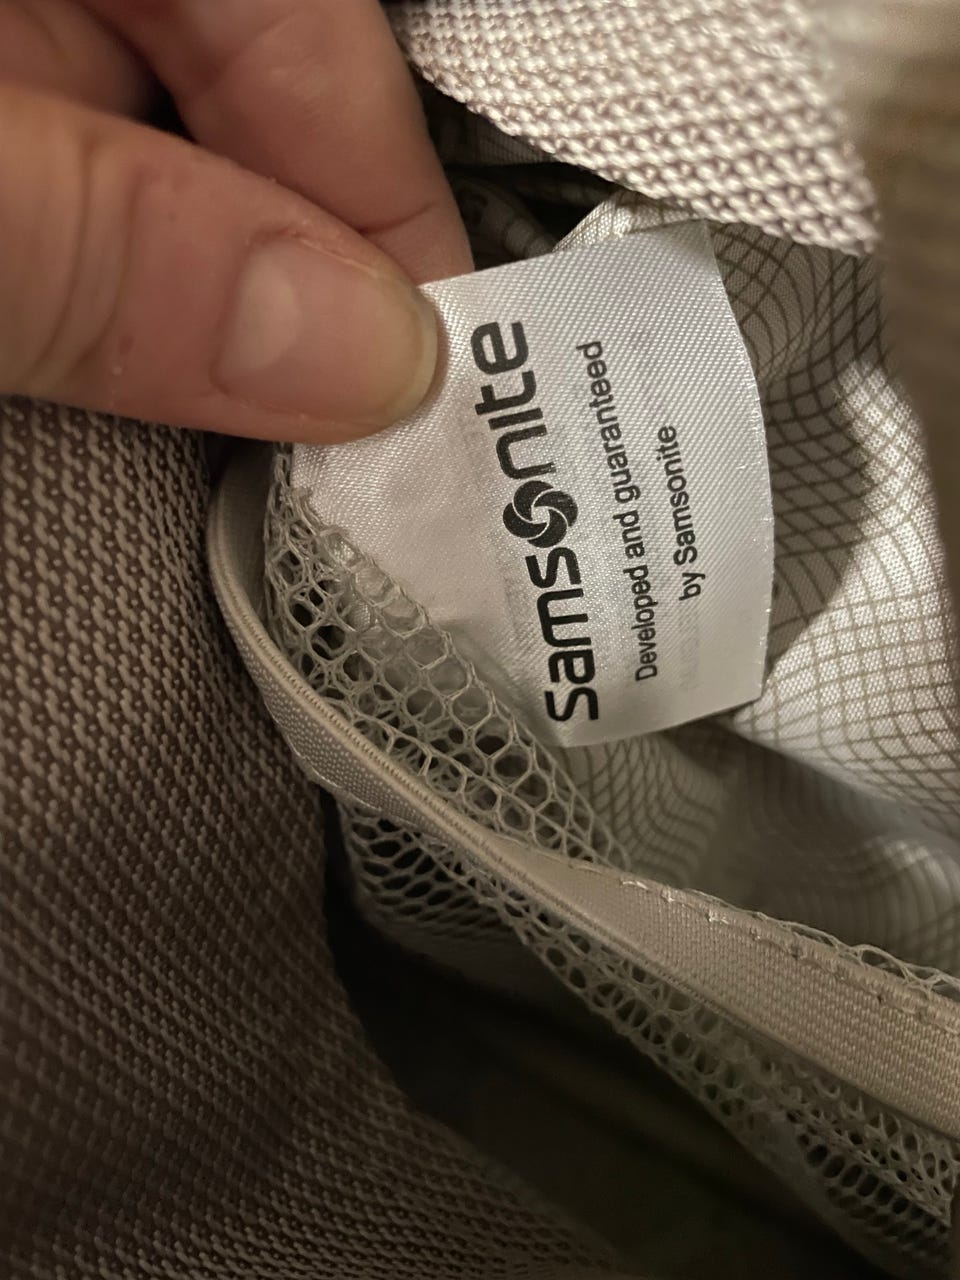 Samsonite
Developed and guaranteed
by Samsonite